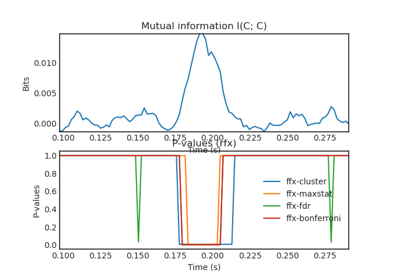 Mutual information I(C; C)
Bits
0.010
0.005
0.000
0.100 0.125 0.150 0.175 0.200 0.225 0.250 0.275
Time (s)
P-values (rfx)
P-values
1.0
0.8
0.6
0.4
0.2
0.0
ffx-cluster
ffx-maxstat
ffx-fdr
ffx-bonferroni
0.100 0.125 0.150 0.175 0.200 0.225 0.250 0.275
Time (s)